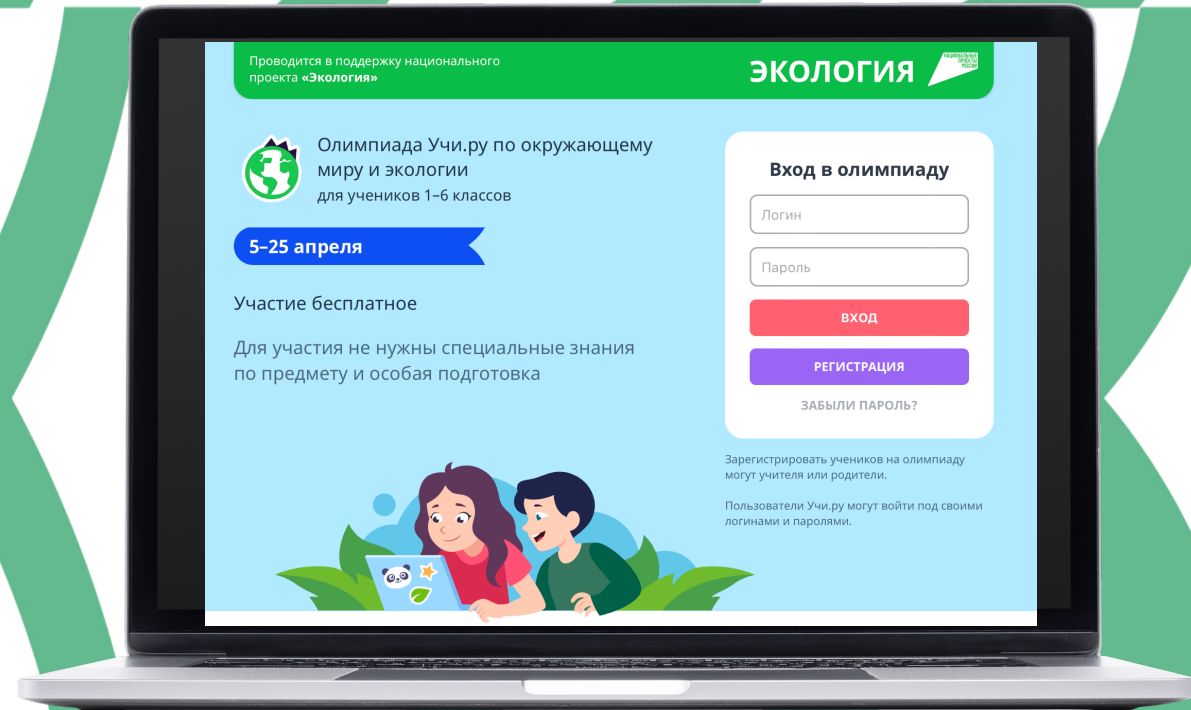 Проводится в поддержку национального
проекта «Экология»
ЭКОЛОГИЯ
НАЦИОНАЛЬНЫЕ
ПРОЕКТЫ
РОССИИ
Олимпиада Учи.ру по окружающему
миру и экологии
для учеников 1–6 классов
5–25 апреля
Участие бесплатное
Для участия не нужны специальные знания
по предмету и особая подготовка
Вход в олимпиаду
Логин
Пароль
ВХОД
РЕГИСТРАЦИЯ
ЗАБЫЛИ ПАРОЛЬ?
Зарегистрировать учеников на олимпиаду
могут учителя или родители.
Пользователи Учи.ру могут войти под своими
логинами и паролями.